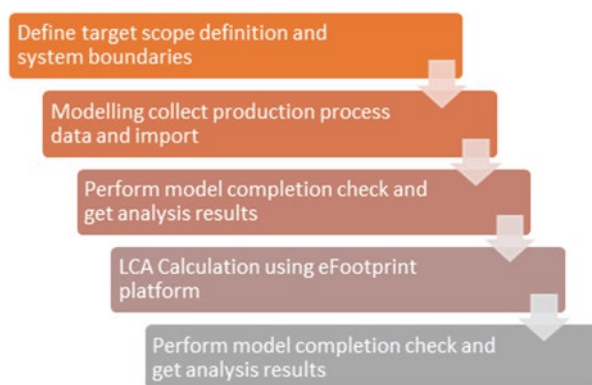 Define target scope definition and
system boundaries
Modelling collect production process
data and import
Perform model completion check and
get analysis results
LCA Calculation using eFootprint
platform
Perform model completion check and
get analysis results